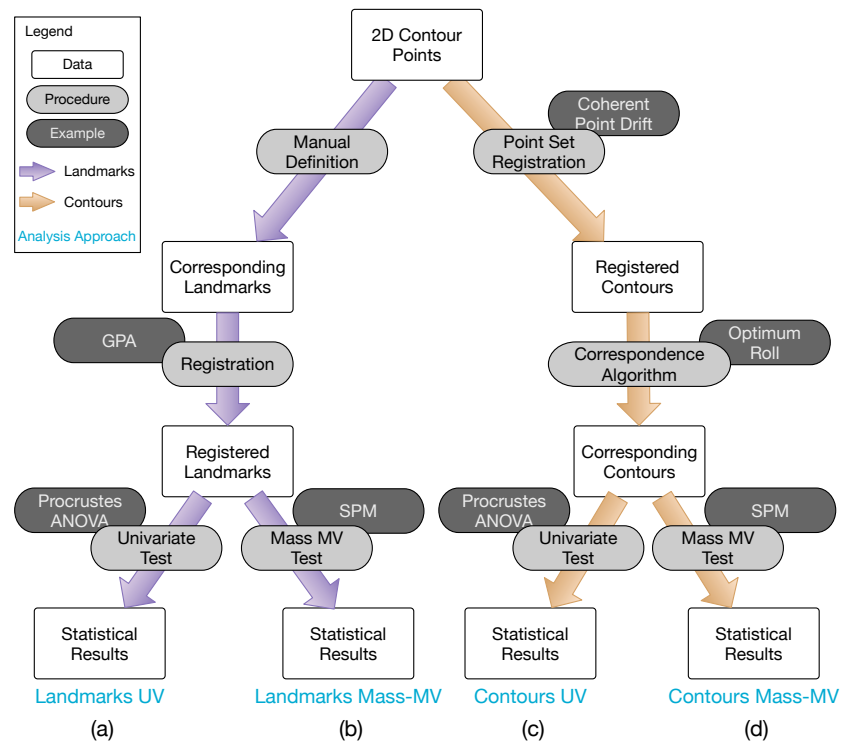 Legend
Data
Procedure
Example
Landmarks
Contours
Analysis Approach
2D Contour
Points
Manual
Definition
Coherent
Point Drift
Point Set
Registration
Corresponding
Landmarks
Registered
Contours
GPA
Registration
Optimum
Roll
Correspondence
Algorithm
Registered
Landmarks
Corresponding
Contours
Procrustes
ANOVA
Univariate
Test
SPM
Mass MV
Test
Procrustes
ANOVA
Univariate
Test
SPM
Mass MV
Test
Statistical
Results
Statistical
Results
Statistical
Results
Statistical
Results
Landmarks UV
Landmarks Mass-MV
Contours UV
Contours Mass-MV
(a)
(b)
(c)
(d)